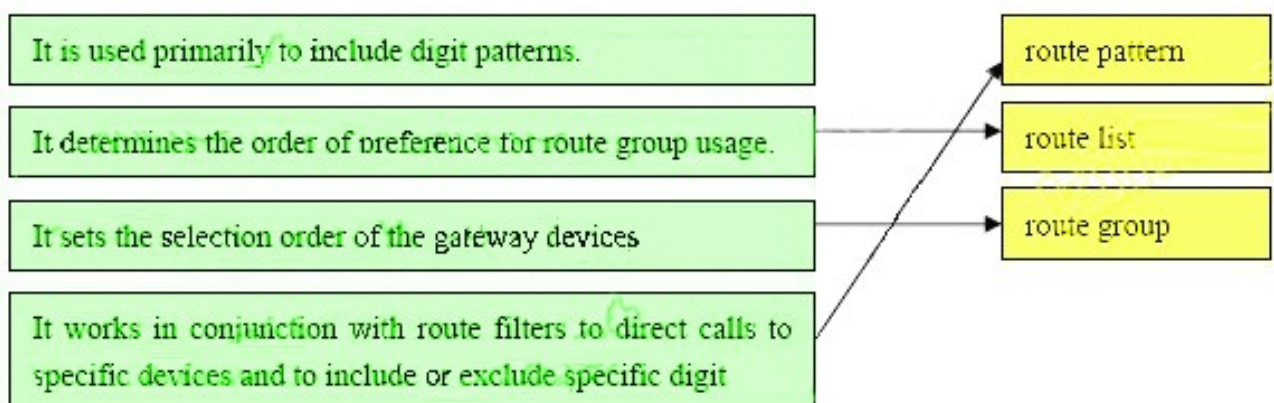 It is used primarily to include digit patterns.
route pattern
It determines the order of preference for route group usage.
route list
It sets the selection order of the gateway devices
route group
It works in conjunction with route filters to direct calls to
specific devices and to include or exclude specific digit